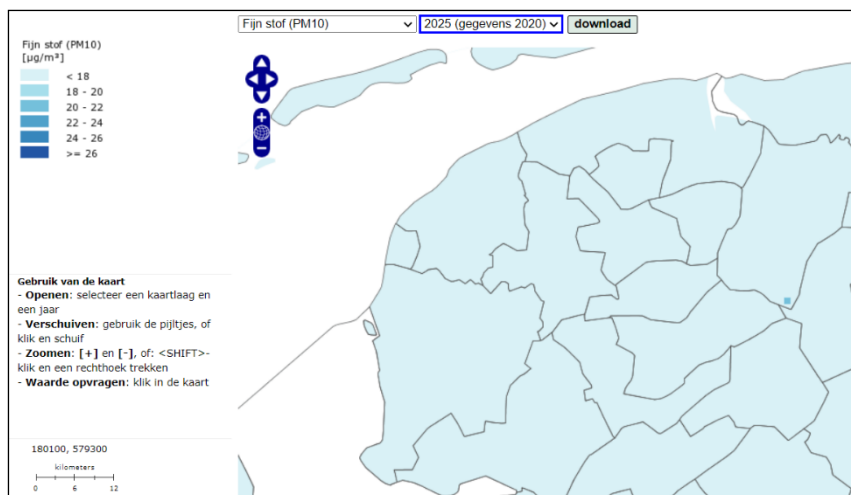 Fijn stof (PM10) 2025 (gegevens 2020) download
Fijn stof (PM10)
[µg/m³]
< 18
18 - 20
20 - 22
22 - 24
24 - 26
>= 26
Gebruik van de kaart
- Openen: selecteer een kaartlaag en
een jaar
- Verschuiven: gebruik de pijltjes, of
klik en schuif
- Zoomen: [+] en [-], of: <SHIFT>-
klik en een rechthoek trekken
- Waarde opvragen: klik in de kaart
180100, 579300
kilometers
0 6 12